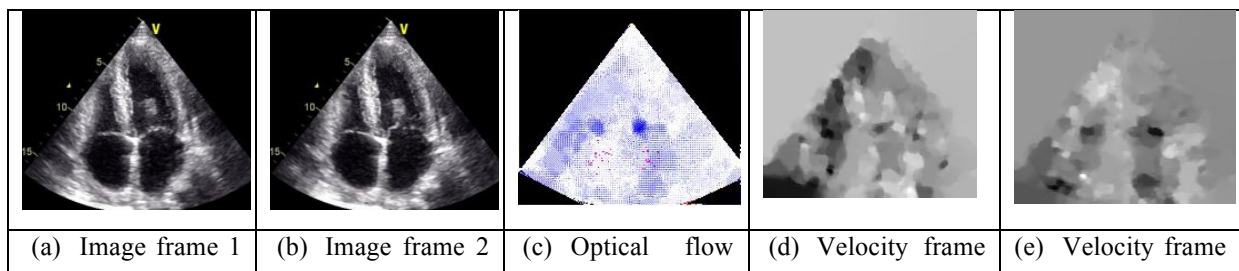 V
5
10
15
V
5
10
15
(a) Image frame 1
(b) Image frame 2
(c) Optical flow
(d) Velocity frame
(e) Velocity frame